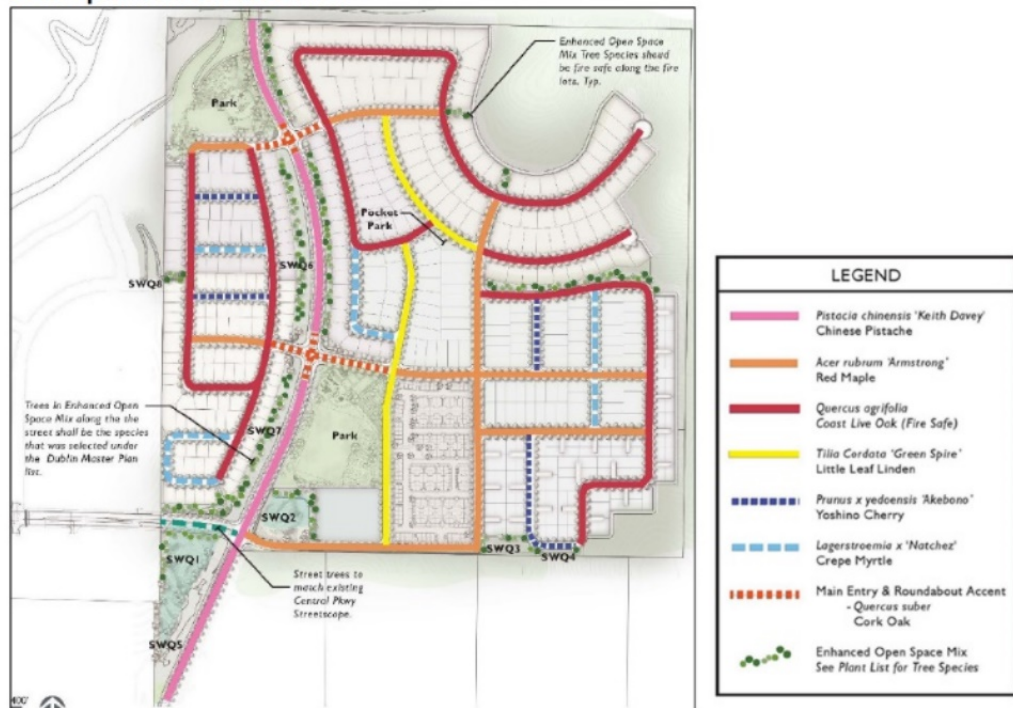 Park
Enhanced Open Space
Mix Tree Species shead
be fire safe along the fire
lots. Typ.
Pocket
Park
SWQ6
SWQ8
Trees in Enhanced Open
Space Mix along the the
street shall be the species
that was selected under
the Dublin Master Plan
list.
SWQ7
Park
SWQ2
SWQ1
SWQ3
SWQ4
Street trees to
match existing
Central Pkwy
Streetscape.
SWQ5
400'
LEGEND
Pistacia chinensis 'Keith Davey'
Chinese Pistache
Acer rubrum 'Armstrong'
Red Maple
Quercus agrifolia
Coast Live Oak (Fire Safe)
Tilia Cordata 'Green Spire'
Little Leaf Linden
Prunus x yedoensis 'Akebono'
Yoshino Cherry
Lagerstroemia x 'Natchez'
Crepe Myrtle
Main Entry & Roundabout Accent
- Quercus suber
Cork Oak
Enhanced Open Space Mix
See Plant List for Tree Species